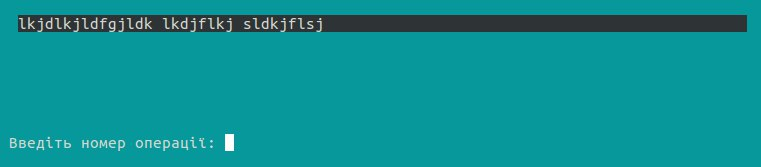 lkjdlkjldfgjldk lkdjflkj sldkjflsj
Введіть номер операції: